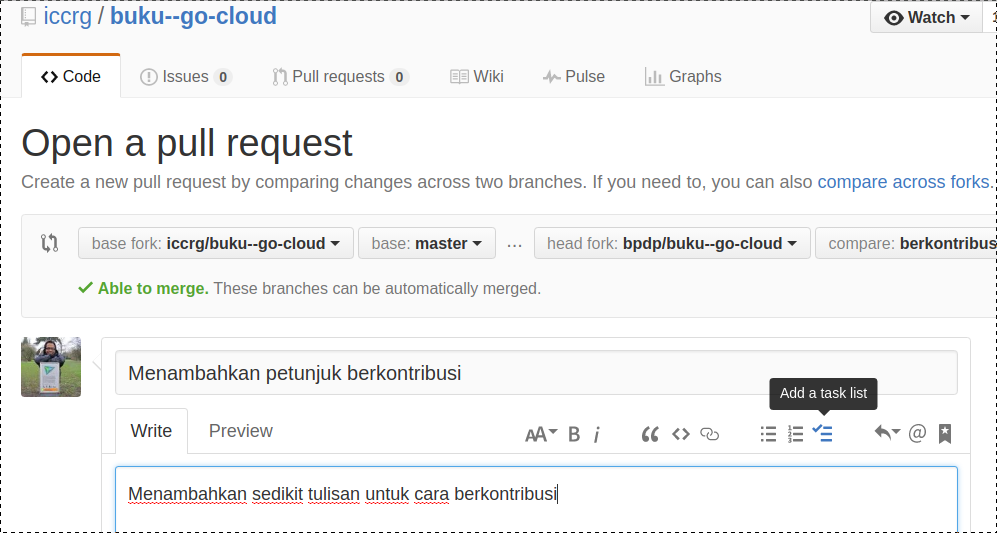 iccrg / buku--go-cloud
Watch
Code Issues 0 Pull requests 0 Wiki Pulse Graphs
Open a pull request
Create a new pull request by comparing changes across two branches. If you need to, you can also compare across forks.
base fork: iccrg/buku--go-cloud base: master ... head fork: bpdp/buku--go-cloud compare: berkontribus
Able to merge. These branches can be automatically merged.
Menambahkan petunjuk berkontribusi
Add a task list
Write Preview AA B i “ <> @
Menambahkan sedikit tulisan untuk cara berkontribusi